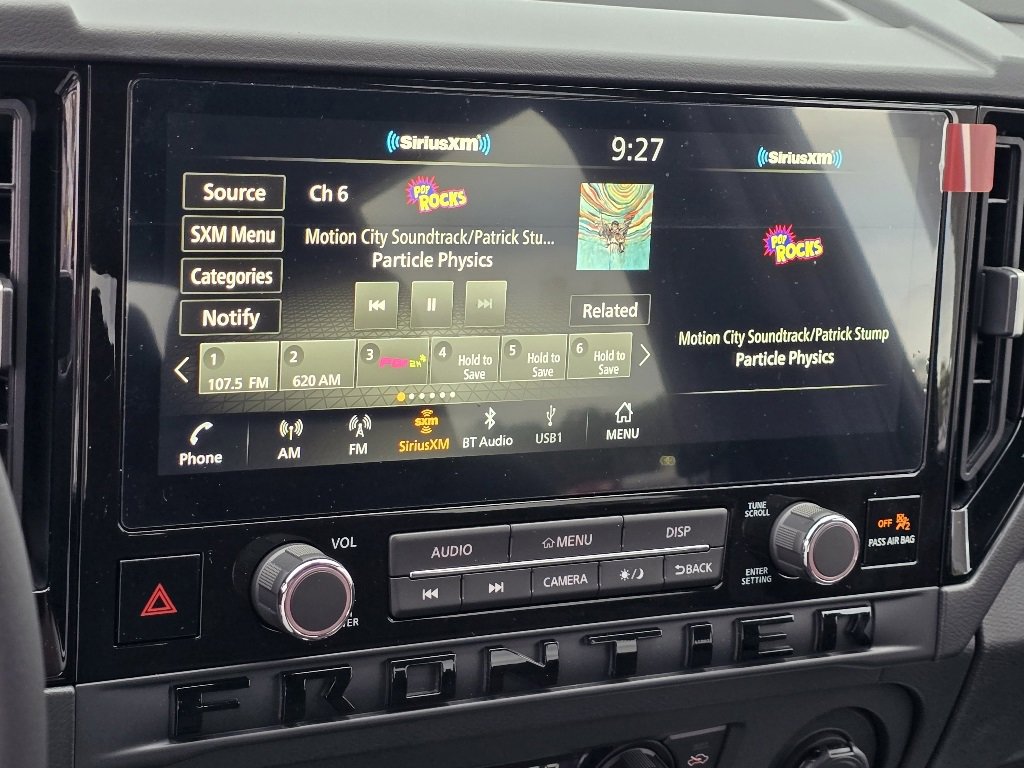 SiriusXM
9:27
SiriusXM
Source
Ch 6
POP ROCKS
SXM Menu
Motion City Soundtrack/Patrick Stu...
Particle Physics
Categories
POP ROCKS
Notify
Related
Motion City Soundtrack/Patrick Stump
Particle Physics
1
107.5 FM
2
620 AM
3
4
Hold to
Save
5
Hold to
Save
6
Hold to
Save
Phone
AM
FM
sxm
SiriusXM
BT Audio
USB1
MENU
VOL
AUDIO
MENU
DISP
TUNE
SCROLL
CAMERA
BACK
ENTER
SETTING
OFF
2
PASS AIR BAG
FRONTIER